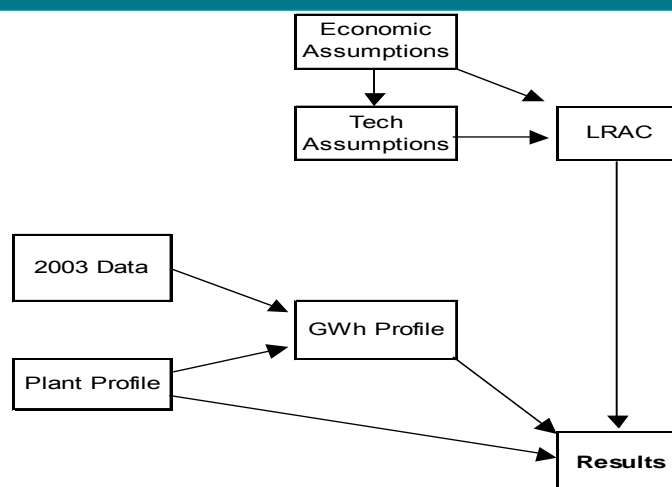 Economic
Assumptions
Tech
Assumptions
LRAC
2003 Data
GWh Profile
Plant Profile
Results